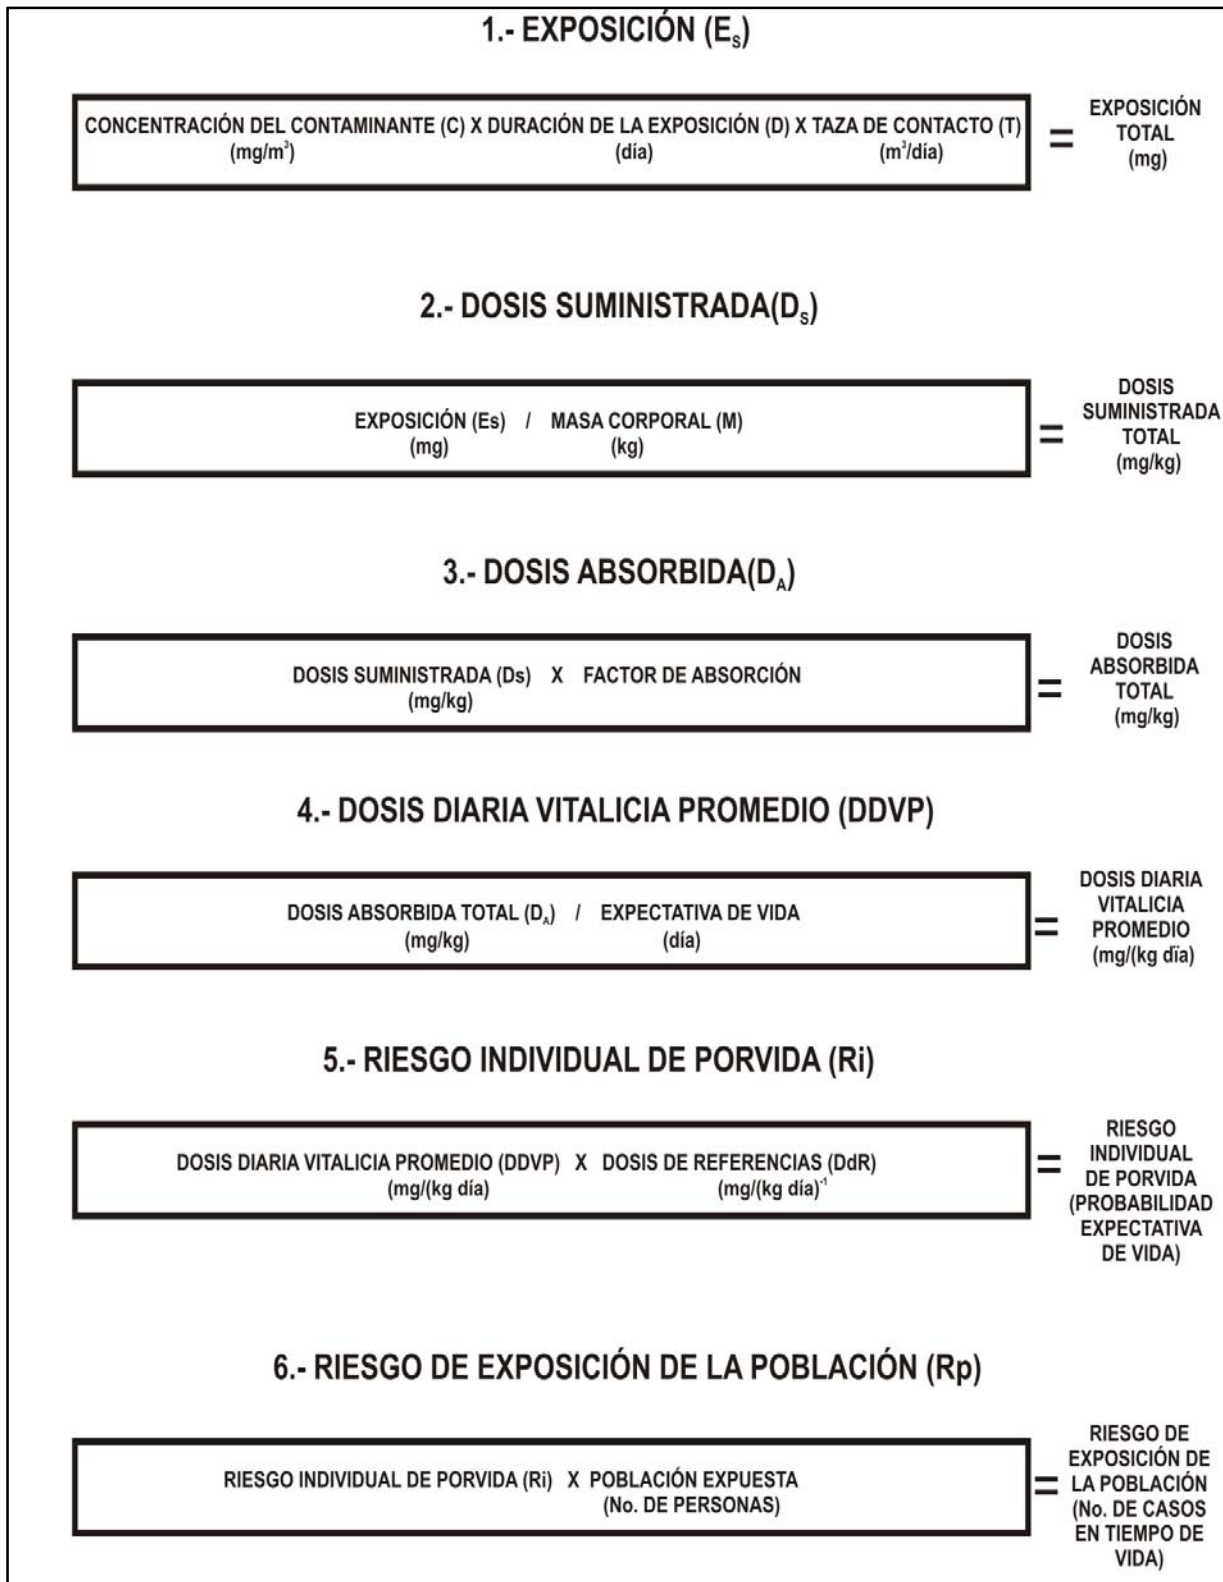 1.- EXPOSICIÓN (Es)
CONCENTRACIÓN DEL CONTAMINANTE (C) X DURACIÓN DE LA EXPOSICIÓN (D) X TAZA DE CONTACTO (T)
(mg/m³) (día) (m³/día)
=
EXPOSICIÓN
TOTAL
(mg)
2.- DOSIS SUMINISTRADA(Ds)
EXPOSICIÓN (Es) / MASA CORPORAL (M)
(mg) (kg)
=
DOSIS
SUMINISTRADA
TOTAL
(mg/kg)
3.- DOSIS ABSORBIDA(DA)
DOSIS SUMINISTRADA (Ds) X FACTOR DE ABSORCIÓN
(mg/kg)
=
DOSIS
ABSORBIDA
TOTAL
(mg/kg)
4.- DOSIS DIARIA VITALICIA PROMEDIO (DDVP)
DOSIS ABSORBIDA TOTAL (DA) / EXPECTATIVA DE VIDA
(mg/kg) (día)
=
DOSIS DIARIA
VITALICIA
PROMEDIO
(mg/(kg dïa)
5.- RIESGO INDIVIDUAL DE PORVIDA (Ri)
DOSIS DIARIA VITALICIA PROMEDIO (DDVP) X DOSIS DE REFERENCIAS (DdR)
(mg/(kg día) (mg/(kg día)⁻¹
=
RIESGO
INDIVIDUAL
DE PORVIDA
(PROBABILIDAD
EXPECTATIVA
DE VIDA)
6.- RIESGO DE EXPOSICIÓN DE LA POBLACIÓN (Rp)
RIESGO INDIVIDUAL DE PORVIDA (Ri) X POBLACIÓN EXPUESTA
(No. DE PERSONAS)
=
RIESGO DE
EXPOSICIÓN DE
LA POBLACIÓN
(No. DE CASOS
EN TIEMPO DE
VIDA)